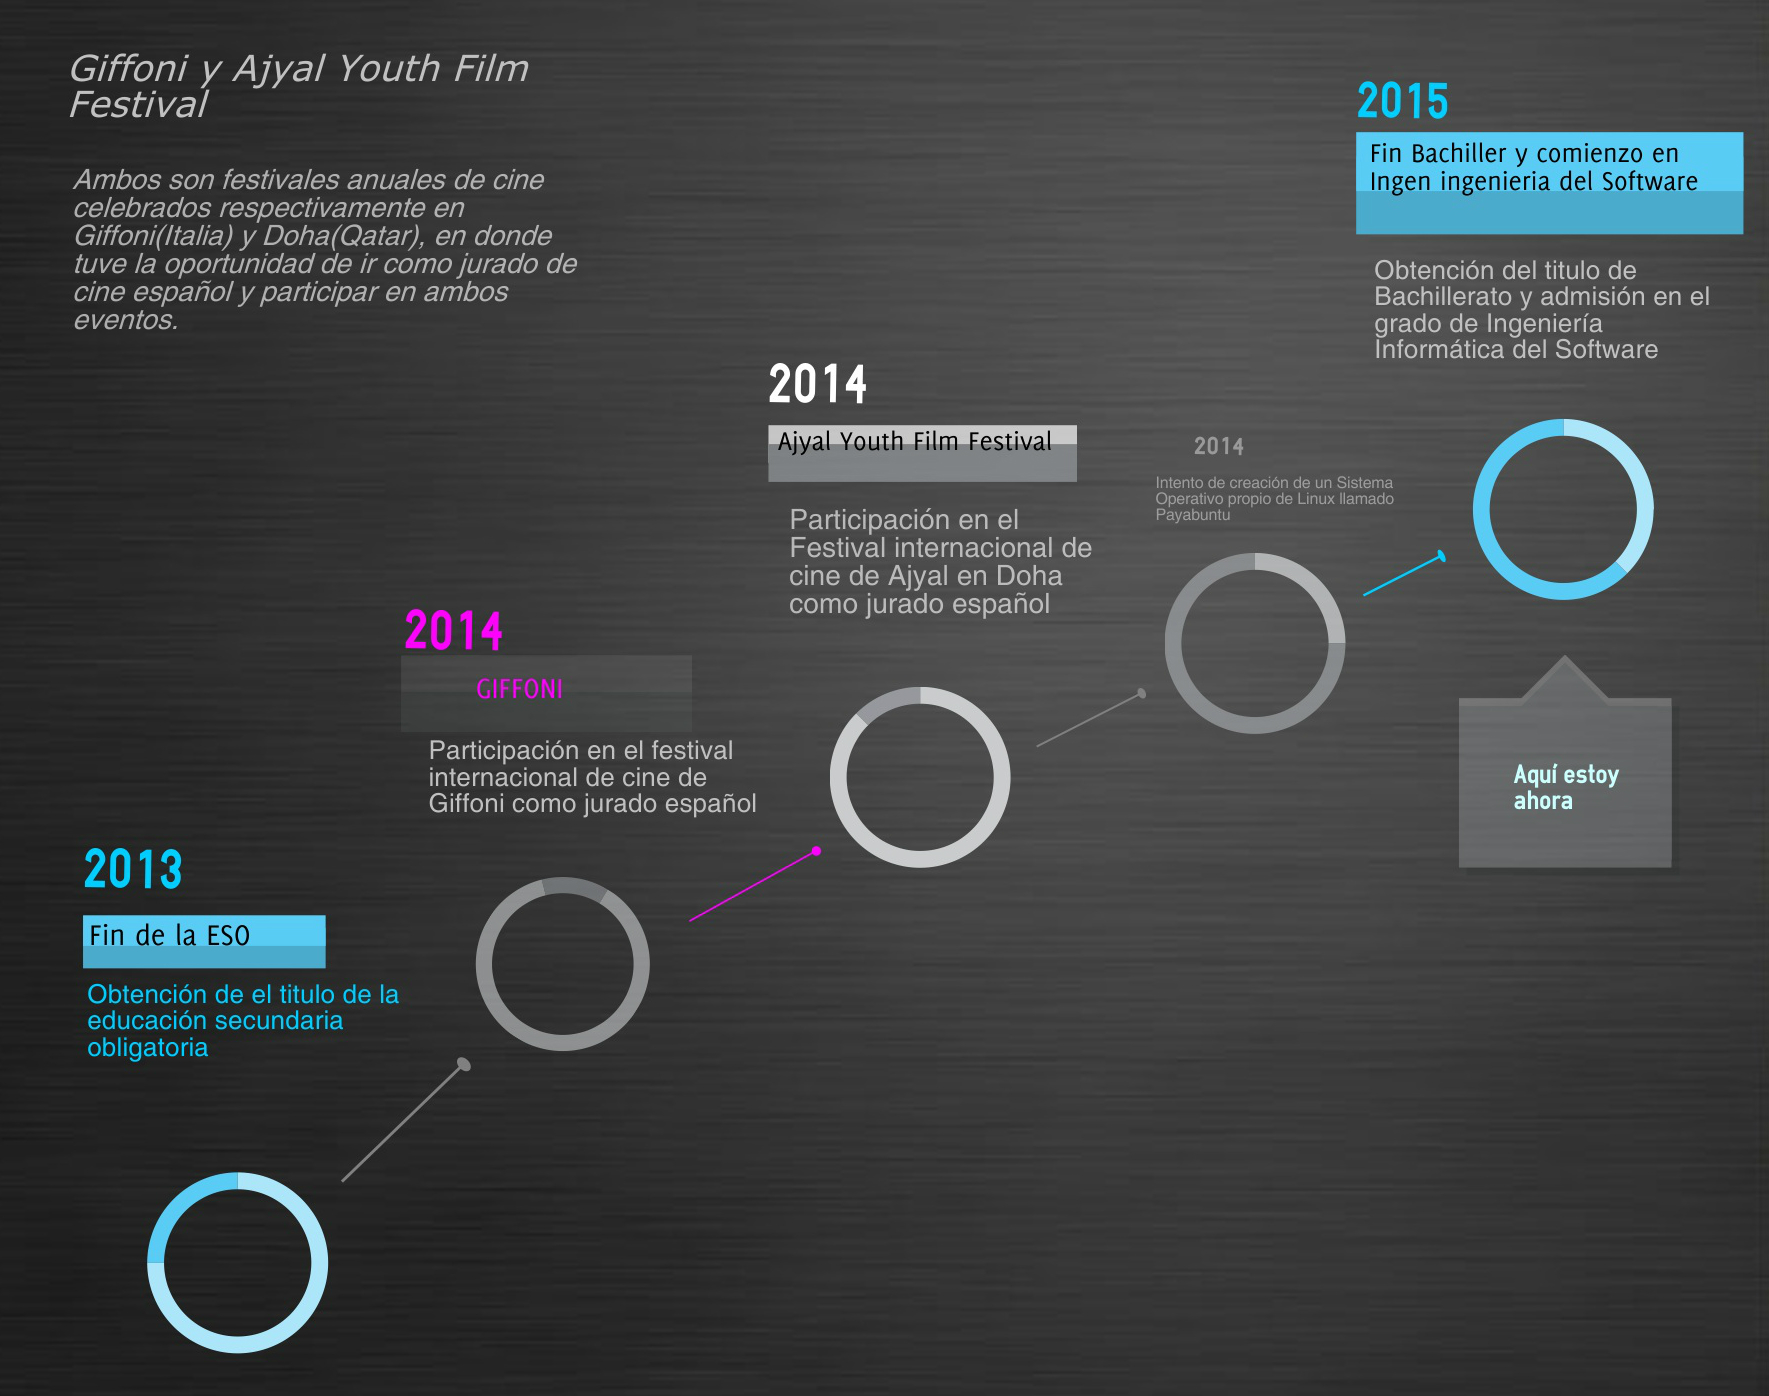 Giffoni y Ajyal Youth Film
Festival
Ambos son festivales anuales de cine
celebrados respectivamente en
Giffoni(Italia) y Doha(Qatar), en donde
tuve la oportunidad de ir como jurado de
cine español y participar en ambos
eventos.
2013
Fin de la ESO
Obtención de el titulo de la
educación secundaria
obligatoria
2014
GIFFONI
Participación en el festival
internacional de cine de
Giffoni como jurado español
2014
Ajyal Youth Film Festival
Participación en el
Festival internacional de
cine de Ajyal en Doha
como jurado español
2014
Intento de creación de un Sistema
Operativo propio de Linux llamado
Payabuntu
2015
Fin Bachiller y comienzo en
Ingen ingenieria del Software
Obtención del titulo de
Bachillerato y admisión en el
grado de Ingeniería
Informática del Software
Aquí estoy
ahora